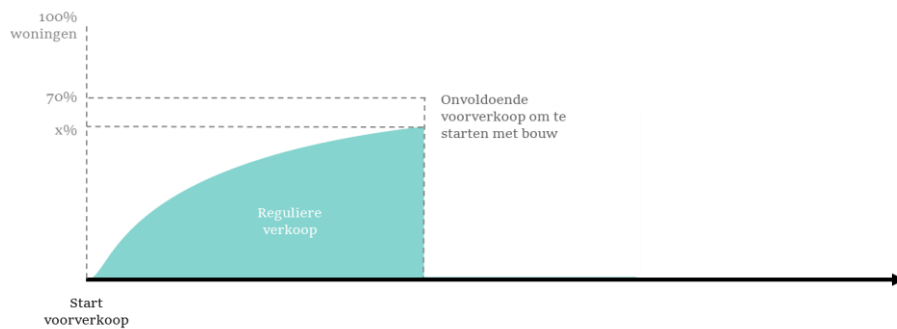 100%
woningen
70%
x%
Onvoldoende
voorverkoop om te
starten met bouw
Reguliere
verkoop
Start
voorverkoop